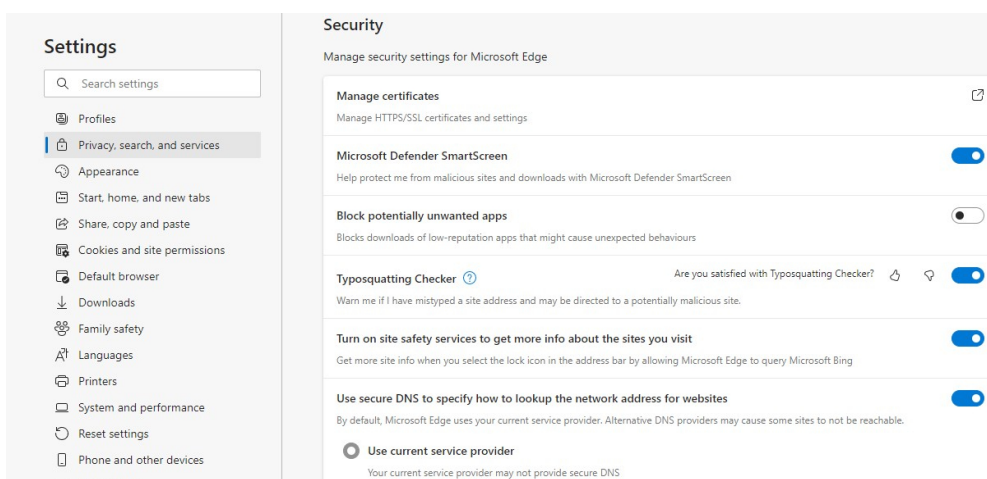 Settings
Search settings
Profiles
Privacy, search, and services
Appearance
Start, home, and new tabs
Share, copy and paste
Cookies and site permissions
Default browser
Downloads
Family safety
Languages
Printers
System and performance
Reset settings
Phone and other devices
Security
Manage security settings for Microsoft Edge
Manage certificates
Manage HTTPS/SSL certificates and settings
Microsoft Defender SmartScreen
Help protect me from malicious sites and downloads with Microsoft Defender SmartScreen
Block potentially unwanted apps
Blocks downloads of low-reputation apps that might cause unexpected behaviours
Typosquatting Checker ? Are you satisfied with Typosquatting Checker?
Warn me if I have mistyped a site address and may be directed to a potentially malicious site.
Turn on site safety services to get more info about the sites you visit
Get more site info when you select the lock icon in the address bar by allowing Microsoft Edge to query Microsoft Bing
Use secure DNS to specify how to lookup the network address for websites
By default, Microsoft Edge uses your current service provider. Alternative DNS providers may cause some sites to not be reachable.
Use current service provider
Your current service provider may not provide secure DNS